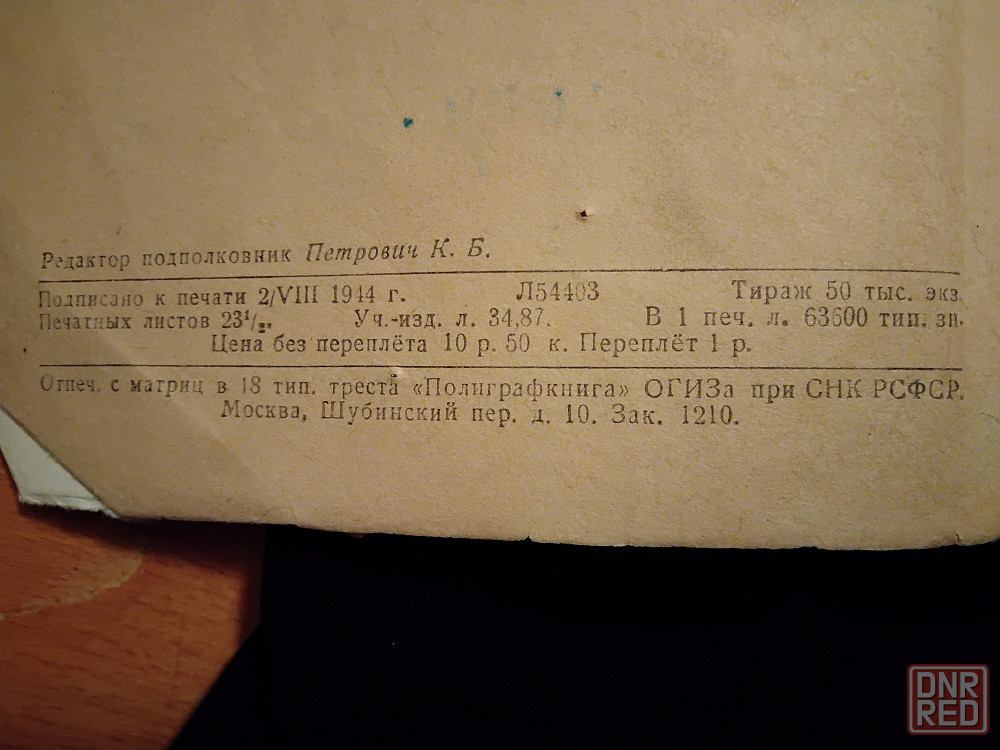 Редактор подполковник Петрович К. Б.
Подписано к печати 2/VIII 1944 г. Л54403 Тираж 50 тыс. экз.
Печатных листов 23¹/₂. Уч.-изд. л. 34,87. В 1 печ. л. 63600 тип. зн.
Цена без переплёта 10 р. 50 к. Переплёт 1 р.
Отпеч. с матриц в 18 тип. треста «Полиграфкнига» ОГИЗа при СНК РСФСР.
Москва, Шубинский пер. д. 10. Зак. 1210.
DNR
RED